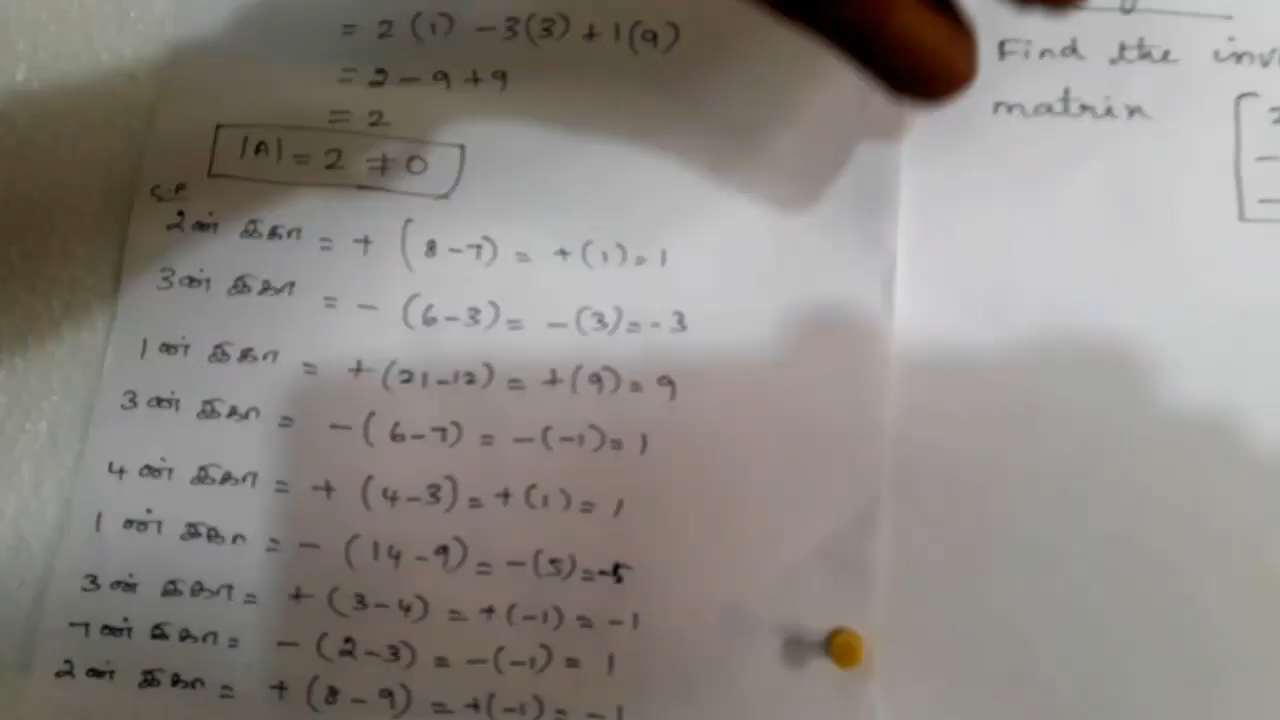 = 2 (1) - 3(3) + 1(9)
= 2 - 9 + 9
= 2
|A| = 2 ≠ 0
2ன் இகா = + (8-7) = +(1) = 1
3ன் இகா = - (6-3) = -(3) = -3
1ன் இகா = +(21-12) = +(9) = 9
3ன் இகா = -(6-7) = -(-1) = 1
4ன் இகா = + (4-3) = +(1) = 1
1ன் இகா = - (14-9) = -(5) = -5
3ன் இகா = + (3-4) = +(-1) = -1
7ன் இகா = - (2-3) = -(-1) = 1
2ன் இகா = + (8-9) = +(-1) = -1
Find the
matrix